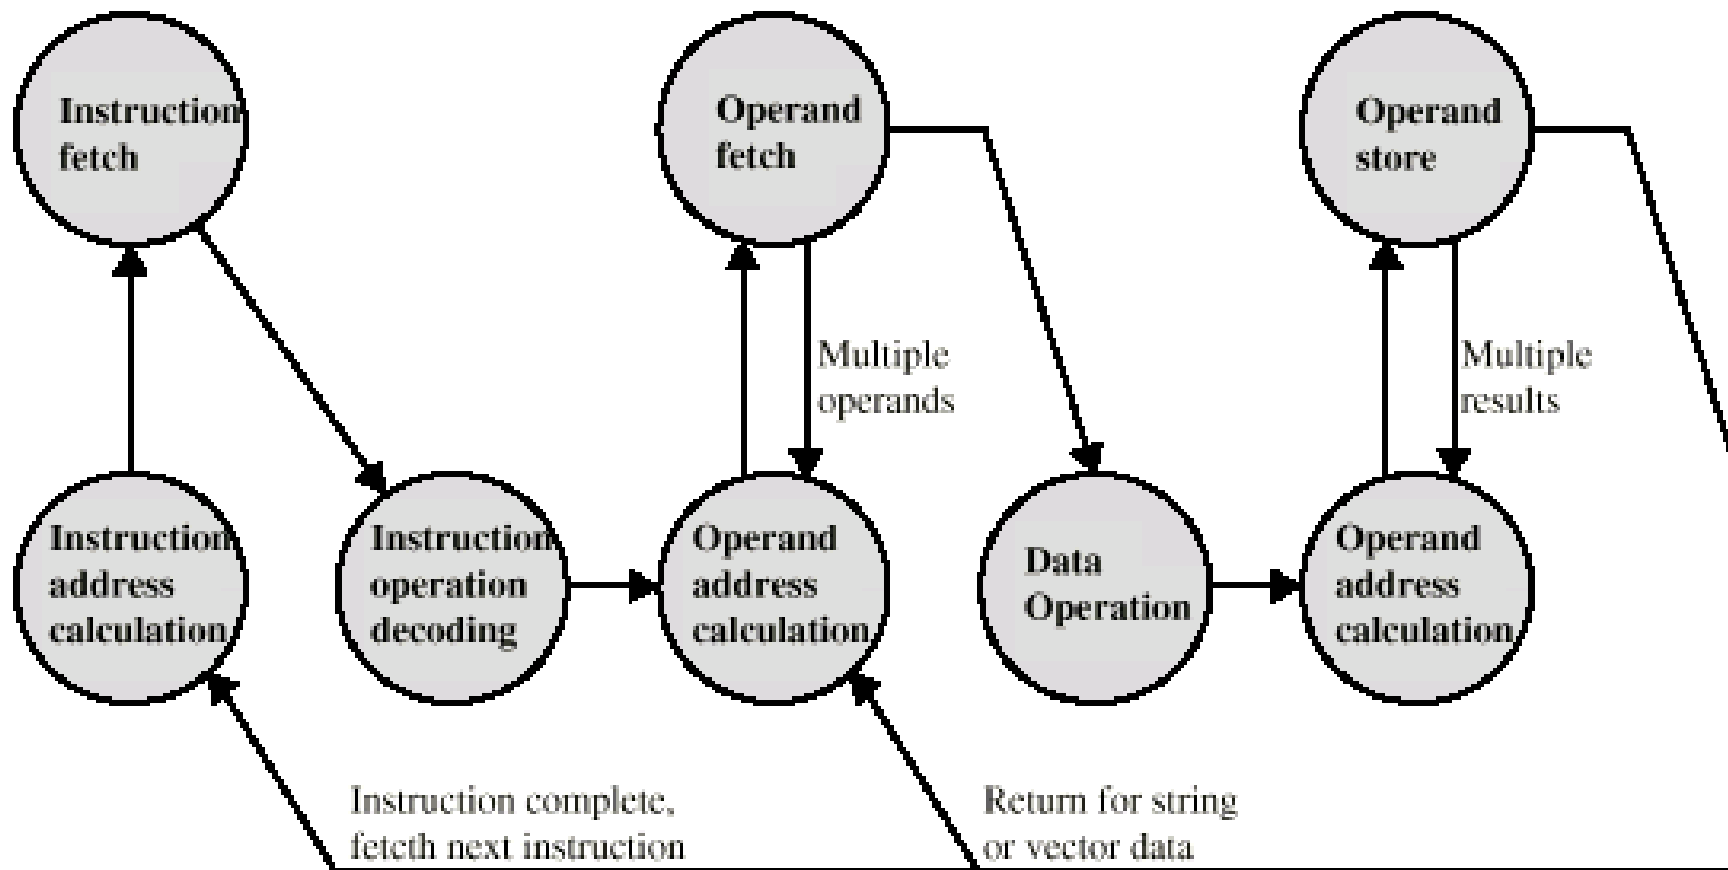 Instruction
fetch
Operand
fetch
Operand
store
Multiple
operands
Multiple
results
Instruction
address
calculation
Instruction
operation
decoding
Operand
address
calculation
Data
Operation
Operand
address
calculation
Instruction complete,
fetcth next instruction
Return for string
or vector data